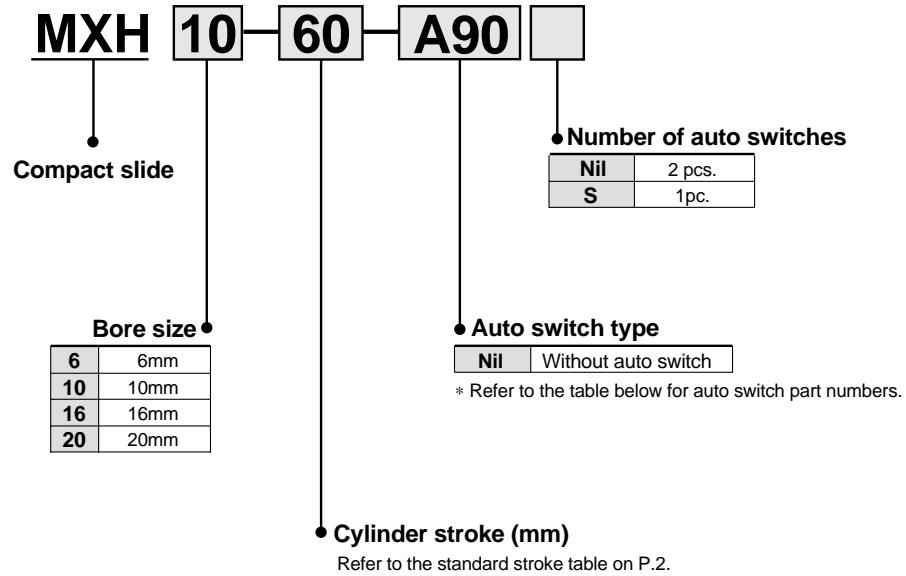 MXH 10 — 60 — A90
Number of auto switches
Nil 2 pcs.
S 1pc.
Compact slide
Bore size
6 6mm
10 10mm
16 16mm
20 20mm
Auto switch type
Nil Without auto switch
∗ Refer to the table below for auto switch part numbers.
Cylinder stroke (mm)
Refer to the standard stroke table on P.2.